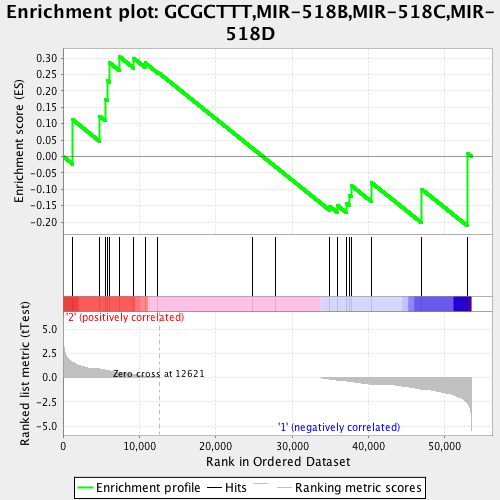 Enrichment plot: GCGCTTT,MIR-518B,MIR-518C,MIR-
518D
Enrichment score (ES)
0.30
0.25
0.20
0.15
0.10
0.05
0.00
-0.05
-0.10
-0.15
-0.20
'2' (positively correlated)
Ranked list metric (tTest)
5.0
2.5
0.0
-2.5
-5.0
Zero cross at 12621
'1' (negatively correlated)
0 10,000 20,000 30,000 40,000 50,000
Rank in Ordered Dataset
Enrichment profile Hits Ranking metric scores